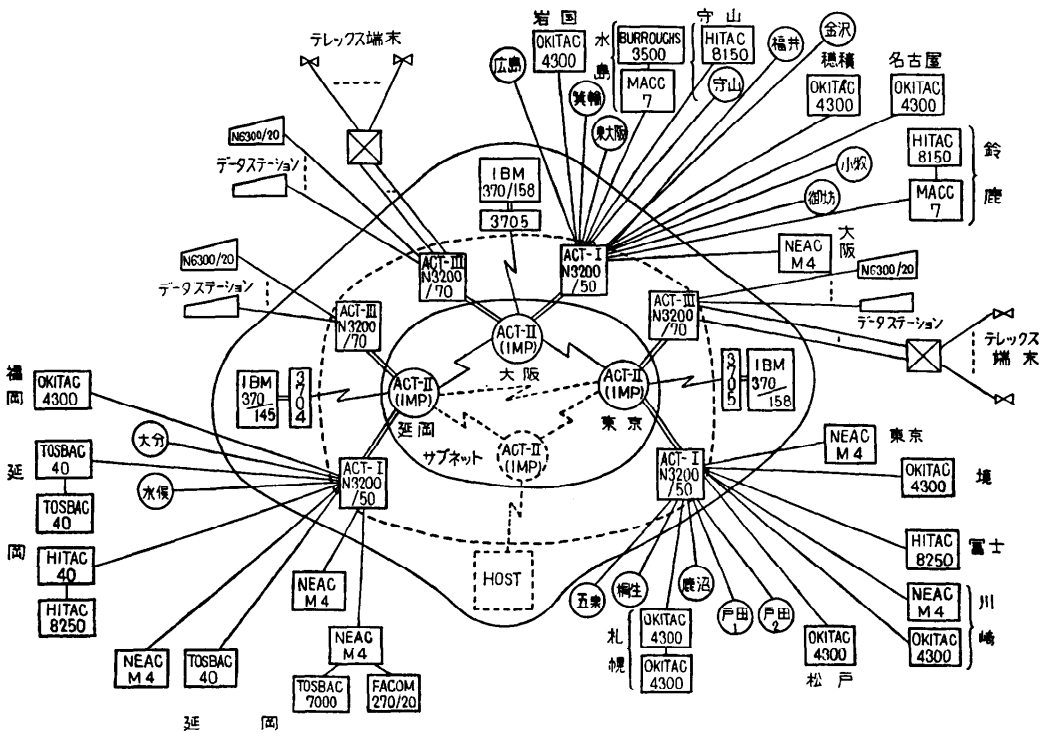 テレックス端末
N6300/20
データステーション
IBM
370/158
3705
ACT-III
N3200
/70
ACT-I
N3200
/50
広島
岩国
OKITAC
4300
箕輪
東大阪
水島
BURROUGHS
3500
MACC
7
守山
HITAC
8150
守山
福井
金沢
穂積
OKITAC
4300
名古屋
OKITAC
4300
小牧
鈴鹿
HITAC
8150
MACC
7
大阪
NEAC
M4
N6300/20
データステーション
テレックス
端末
N6300/20
データステーション
ACT-III
N3200
/70
ACT-III
N3200
/70
ACT-II
(IMP)
大阪
IBM
370
/145
3704
ACT-II
(IMP)
延岡
ACT-II
(IMP)
東京
3705
IBM
370
/158
サブネット
ACT-II
(IMP)
HOST
福岡
OKITAC
4300
大分
延岡
TOSBAC
40
TOSBAC
40
水俣
HITAC
40
HITAC
8250
ACT-I
N3200
/50
NEAC
M4
TOSBAC
40
延岡
NEAC
M4
NEAC
M4
TOSBAC
7000
FACOM
270/20
ACT-I
N3200
/50
東京
NEAC
M4
OKITAC
4300
境
HITAC
8250
富士
NEAC
M4
OKITAC
4300
川崎
桐生
鹿沼
戸田
1
戸田
2
札幌
OKITAC
4300
OKITAC
4300
OKITAC
4300
松戸